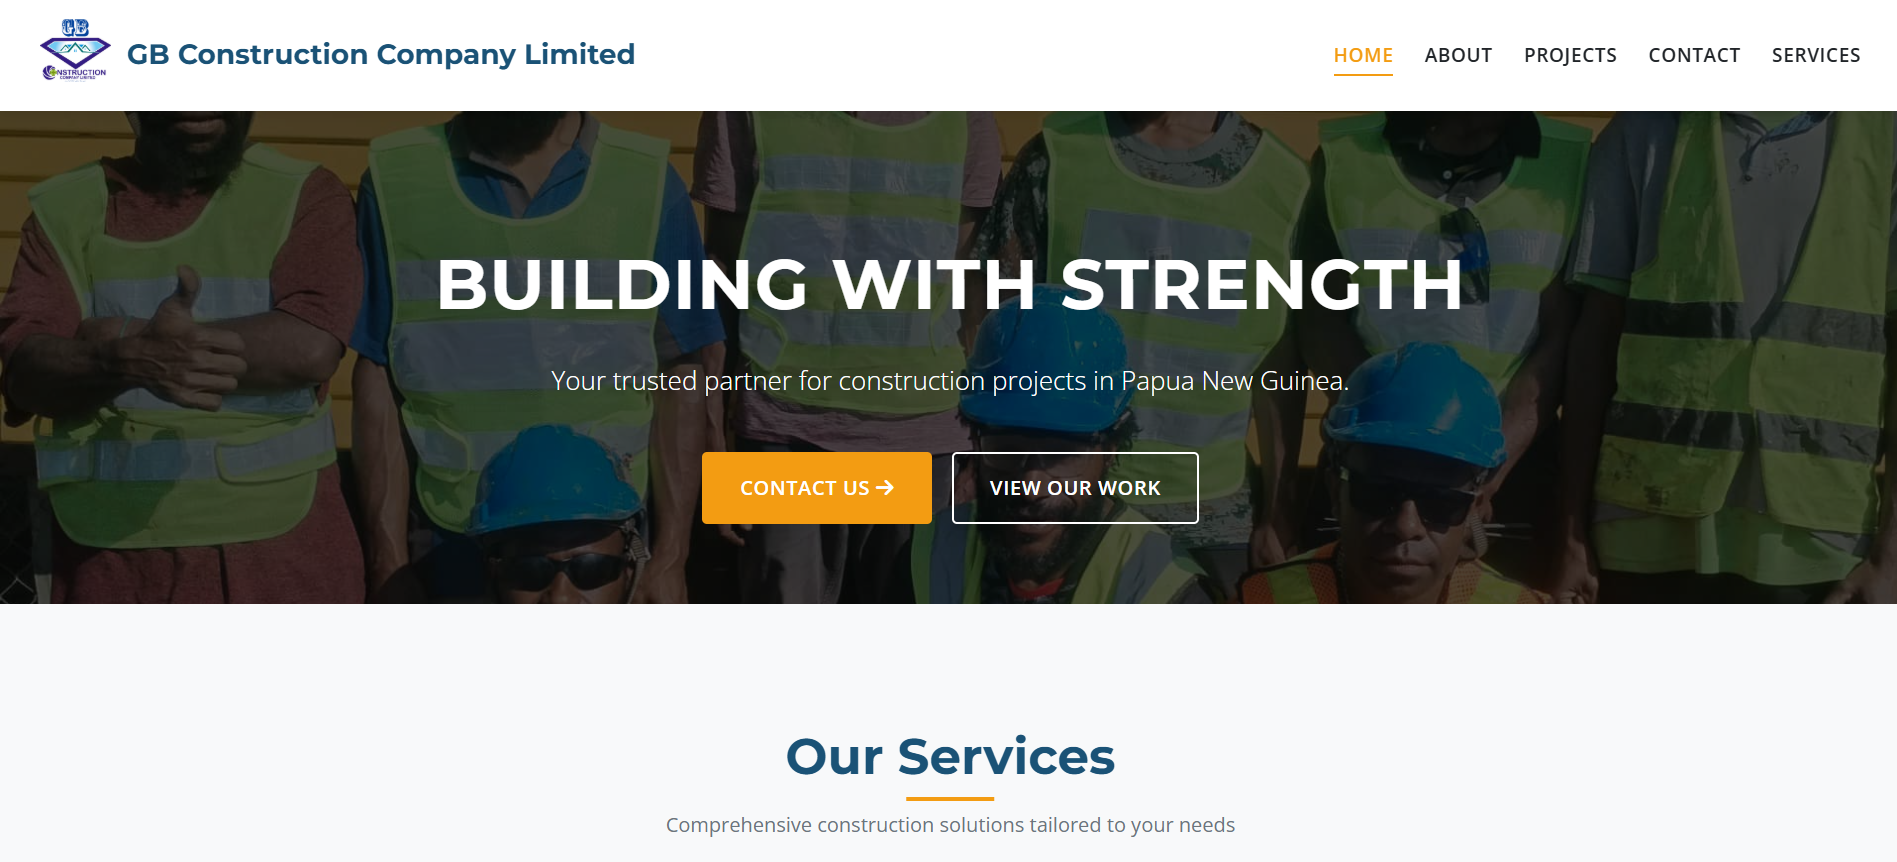 GB
CONSTRUCTION
COMPANY LIMITED
GB Construction Company Limited
HOME
ABOUT
PROJECTS
CONTACT
SERVICES
BUILDING WITH STRENGTH
Your trusted partner for construction projects in Papua New Guinea.
CONTACT US →
VIEW OUR WORK
Our Services
Comprehensive construction solutions tailored to your needs